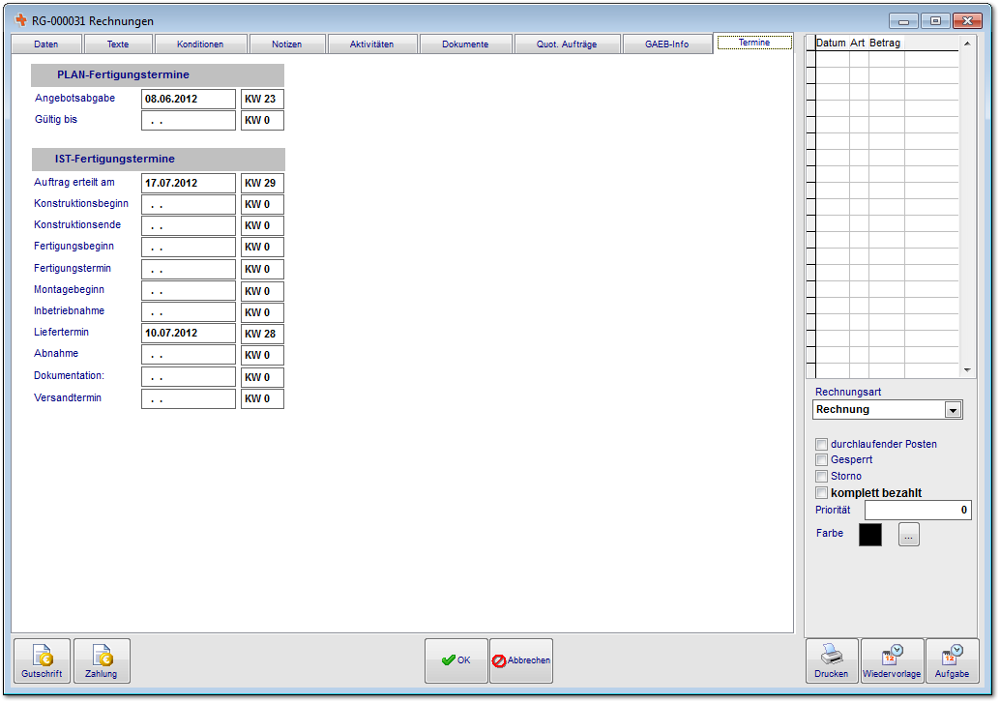 RG-000031 Rechnungen
Daten Texte Konditionen Notizen Aktivitäten Dokumente Quot. Aufträge GAEB-Info Termine
PLAN-Fertigungstermine
Angebotsabgabe 08.06.2012 KW 23
Gültig bis . . KW 0
IST-Fertigungstermine
Auftrag erteilt am 17.07.2012 KW 29
Konstruktionsbeginn . . KW 0
Konstruktionsende . . KW 0
Fertigungsbeginn . . KW 0
Fertigungstermin . . KW 0
Montagebeginn . . KW 0
Inbetriebnahme . . KW 0
Liefertermin 10.07.2012 KW 28
Abnahme . . KW 0
Dokumentation: . . KW 0
Versandtermin . . KW 0
Datum Art Betrag
Rechnungsart
Rechnung
durchlaufender Posten
Gesperrt
Storno
komplett bezahlt
Priorität 0
Farbe ...
Gutschrift Zahlung OK Abbrechen Drucken Wiedervorlage Aufgabe